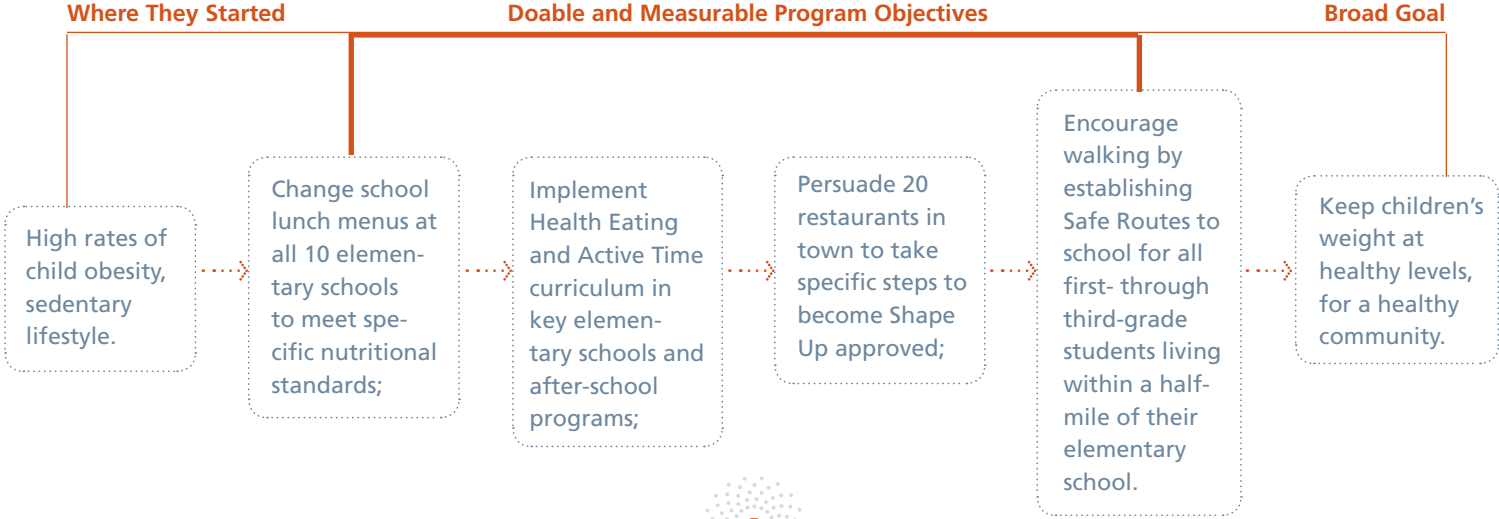 Where They Started
Doable and Measurable Program Objectives
Broad Goal
High rates of
child obesity,
sedentary
lifestyle.
Change school
lunch menus at
all 10 elemen-
tary schools
to meet spe-
cific nutritional
standards;
Implement
Health Eating
and Active Time
curriculum in
key elemen-
tary schools and
after-school
programs;
Persuade 20
restaurants in
town to take
specific steps to
become Shape
Up approved;
Encourage
walking by
establishing
Safe Routes to
school for all
first- through
third-grade
students living
within a half-
mile of their
elementary
school.
Keep children’s
weight at
healthy levels,
for a healthy
community.